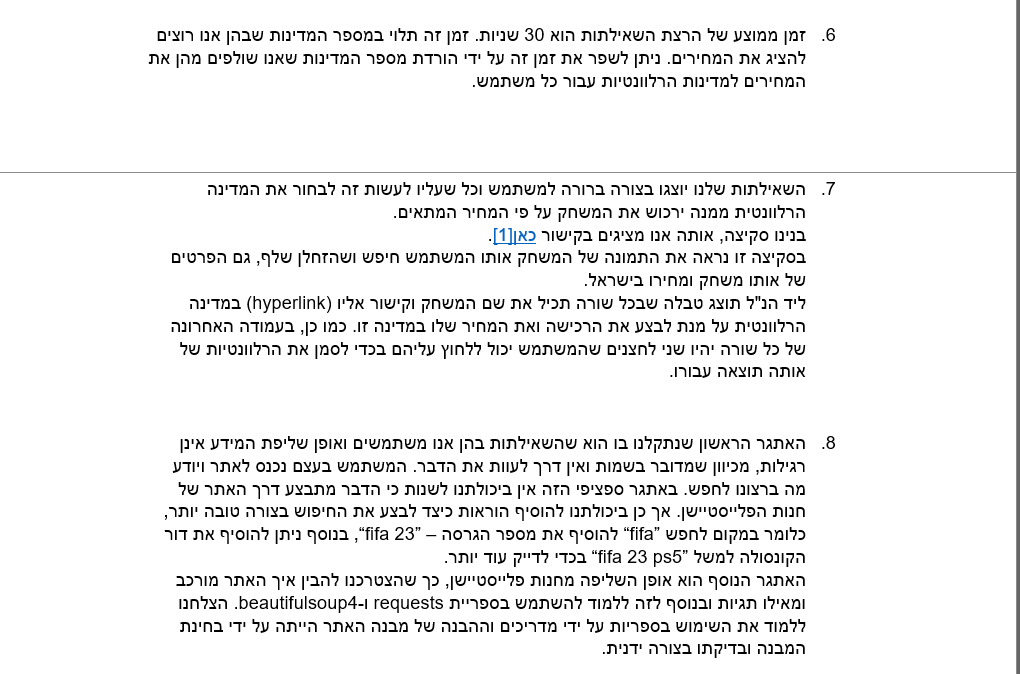 6. זמן ממוצע של הרצת השאילתות הוא 30 שניות. זמן זה תלוי במספר המדינות שבהן אנו רוצים
להציג את המחירים. ניתן לשפר את זמן זה על ידי הורדת מספר המדינות שאנו שולפים מהן את
המחירים למדינות הרלוונטיות עבור כל משתמש.
7. השאילתות שלנו יוצגו בצורה ברורה למשתמש וכל שעליו לעשות זה לבחור את המדינה
הרלוונטית ממנה ירכוש את המשחק על פי המחיר המתאים.
בנינו סקיצה, אותה אנו מציגים בקישור כאן[1].
בסקיצה זו נראה את התמונה של המשחק אותו המשתמש חיפש ושהזחלן שלף, גם הפרטים
של אותו משחק ומחירו בישראל.
ליד הנ"ל תוצג טבלה שבכל שורה תכיל את שם המשחק וקישור אליו (hyperlink) במדינה
הרלוונטית על מנת לבצע את הרכישה ואת המחיר שלו במדינה זו. כמו כן, בעמודה האחרונה
של כל שורה יהיו שני לחצנים שהמשתמש יכול ללחוץ עליהם בכדי לסמן את הרלוונטיות של
אותה תוצאה עבורו.
8. האתגר הראשון שנתקלנו בו הוא שהשאילתות בהן אנו משתמשים ואופן שליפת המידע אינן
רגילות, מכיוון שמדובר בשמות ואין דרך לעוות את הדבר. המשתמש בעצם נכנס לאתר ויודע
מה ברצונו לחפש. באתגר ספציפי הזה אין ביכולתנו לשנות כי הדבר מתבצע דרך האתר של
חנות הפלייסטיישן. אך כן ביכולתנו להוסיף הוראות כיצד לבצע את החיפוש בצורה טובה יותר,
כלומר במקום לחפש “fifa” להוסיף את מספר הגרסה – “fifa 23”, בנוסף ניתן להוסיף את דור
הקונסולה למשל “fifa 23 ps5” בכדי לדייק עוד יותר.
האתגר הנוסף הוא אופן השליפה מחנות פלייסטיישן, כך שהצטרכנו להבין איך האתר מורכב
ומאילו תגיות ובנוסף לזה ללמוד להשתמש בספריית requests ו-beautifulsoup4. הצלחנו
ללמוד את השימוש בספריות על ידי מדריכים וההבנה של מבנה האתר הייתה על ידי בחינת
המבנה ובדיקתו בצורה ידנית.